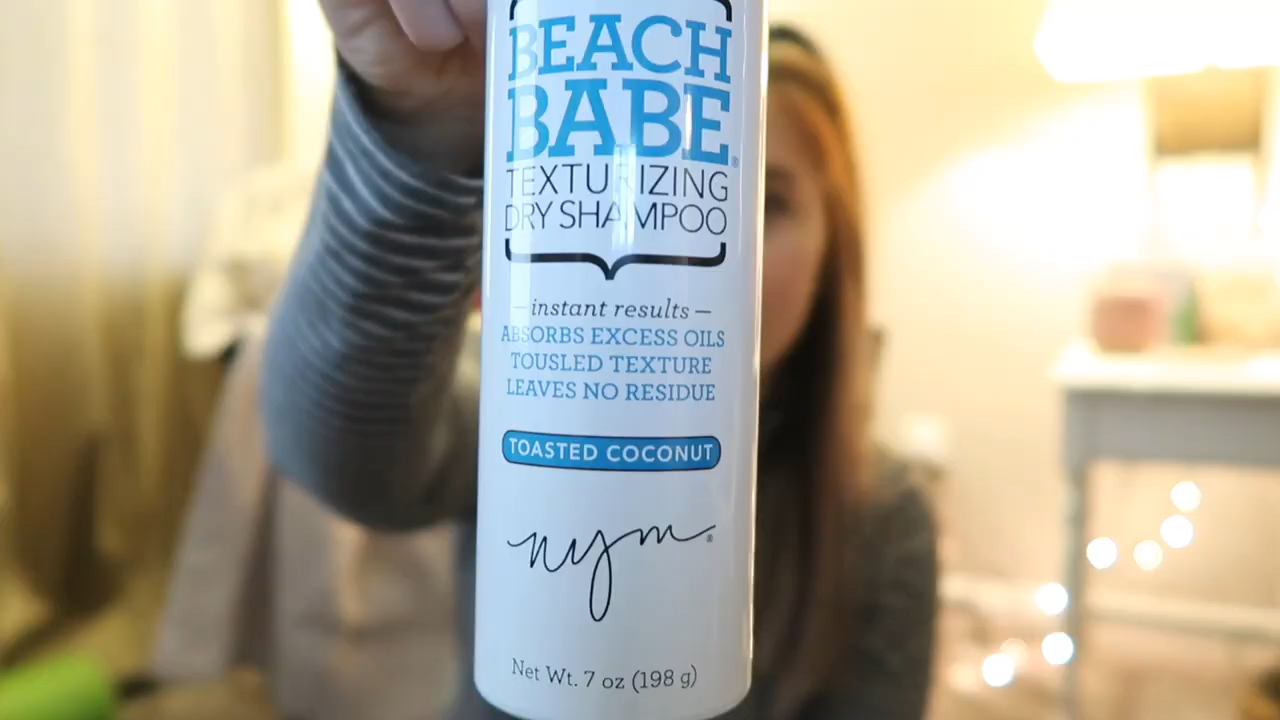 BEACH
BABE®
TEXTURIZING
DRY SHAMPOO
— instant results —
ABSORBS EXCESS OILS
TOUSLED TEXTURE
LEAVES NO RESIDUE
TOASTED COCONUT
nym®
Net Wt. 7 oz (198 g)